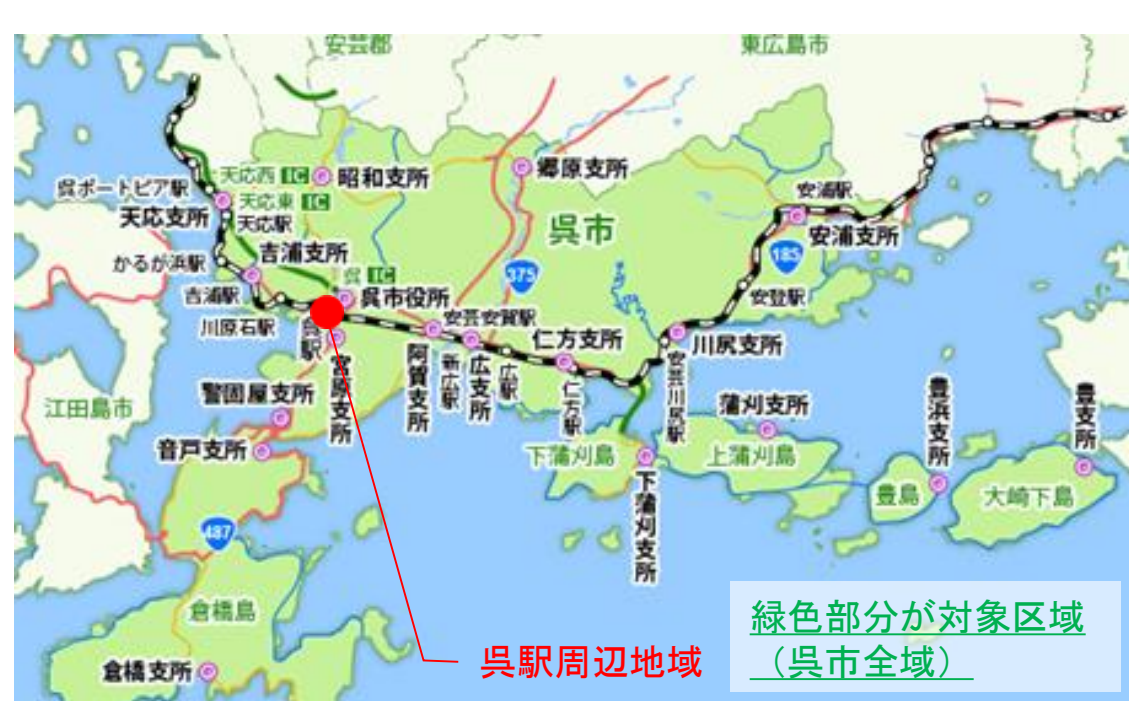 安芸郡
東広島市
天応西 IC
昭和支所
郷原支所
呉ポートピア駅
天応東 IC
天応支所
天応駅
安浦駅
呉市
安浦支所
吉浦支所
かるが浜駅
呉 IC
375
185
吉浦駅
呉市役所
安登駅
川原石駅
呉駅
安芸安賀駅
仁方支所
川尻支所
宮原支所
阿賀支所
新広駅
広支所
広駅
仁方駅
安芸川尻駅
警固屋支所
江田島市
蒲刈支所
豊浜支所
豊支所
音戸支所
下蒲刈島
上蒲刈島
下蒲刈支所
豊島
大崎下島
487
倉橋島
倉橋支所
呉駅周辺地域
緑色部分が対象区域
(呉市全域)